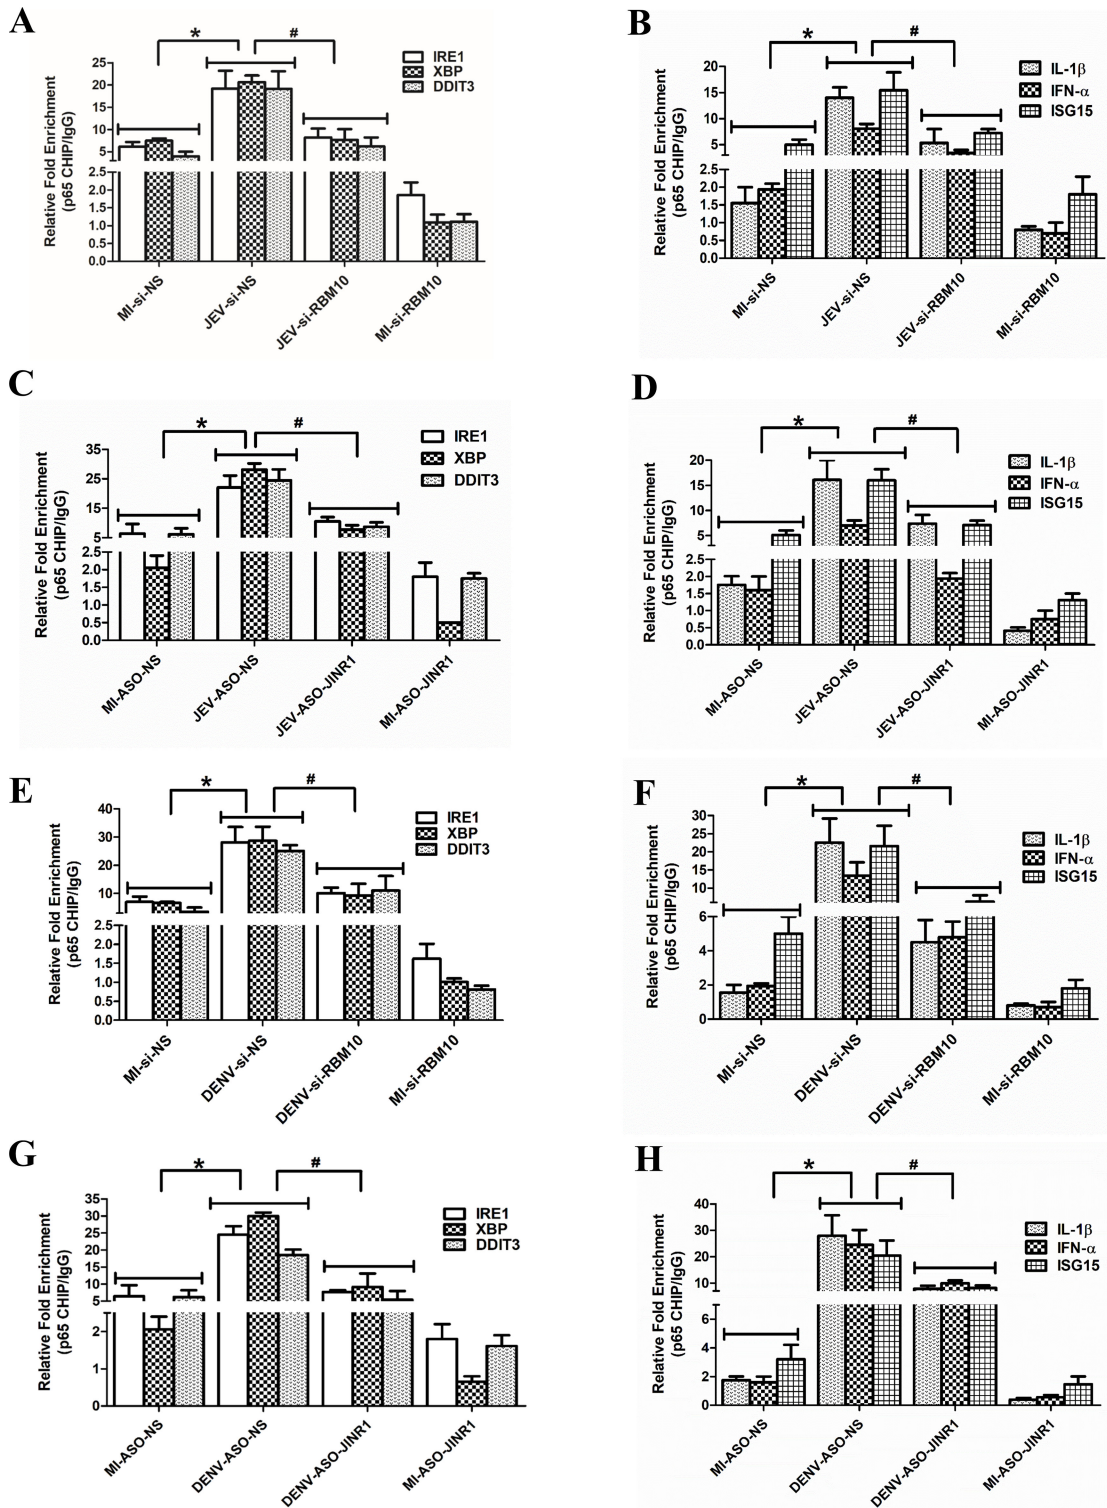 A
* #
IRE1
XBP
DDIT3
Relative Fold Enrichment
(p65 CHIP/IgG)
25
20
15
10
5
2.5
2.0
1.5
1.0
0.5
0.0
MI-si-NS
JEV-si-NS
JEV-si-RBM10
MI-si-RBM10
B
* #
IL-1β
IFN-α
ISG15
Relative Fold Enrichment
(p65 CHIP/IgG)
20
15
10
5
2.5
2.0
1.5
1.0
0.5
0.0
MI-si-NS
JEV-si-NS
JEV-si-RBM10
MI-si-RBM10
C
* #
IRE1
XBP
DDIT3
Relative Fold Enrichment
(p65 CHIP/IgG)
35
25
15
5
2.5
2.0
1.5
1.0
0.5
0.0
MI-ASO-NS
JEV-ASO-NS
JEV-ASO-JINR1
MI-ASO-JINR1
D
* #
IL-1β
IFN-α
ISG15
Relative Fold Enrichment
(p65 CHIP/IgG)
20
15
10
5
2.5
2.0
1.5
1.0
0.5
0.0
MI-ASO-NS
JEV-ASO-NS
JEV-ASO-JINR1
MI-ASO-JINR1
E
* #
IRE1
XBP
DDIT3
Relative Fold Enrichment
(p65 CHIP/IgG)
40
30
20
10
2.5
2.0
1.5
1.0
0.5
0.0
MI-si-NS
DENV-si-NS
DENV-si-RBM10
MI-si-RBM10
F
* #
IL-1β
IFN-α
ISG15
Relative Fold Enrichment
(p65 CHIP/IgG)
30
25
20
15
10
6
4
2
0
MI-si-NS
DENV-si-NS
DENV-si-RBM10
MI-si-RBM10
G
* #
IRE1
XBP
DDIT3
Relative Fold Enrichment
(p65 CHIP/IgG)
35
30
25
20
15
10
5
2
1
0
MI-ASO-NS
DENV-ASO-NS
DENV-ASO-JINR1
MI-ASO-JINR1
H
* #
IL-1β
IFN-α
ISG15
Relative Fold Enrichment
(p65 CHIP/IgG)
40
30
20
10
6
4
2
0
MI-ASO-NS
DENV-ASO-NS
DENV-ASO-JINR1
MI-ASO-JINR1